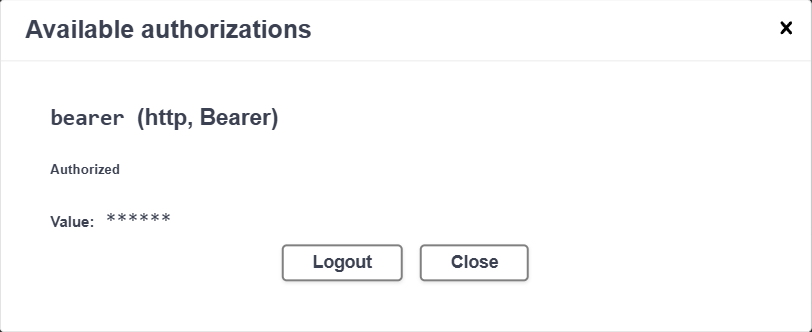 Available authorizations
bearer (http, Bearer)
Authorized
Value: ******
Logout Close